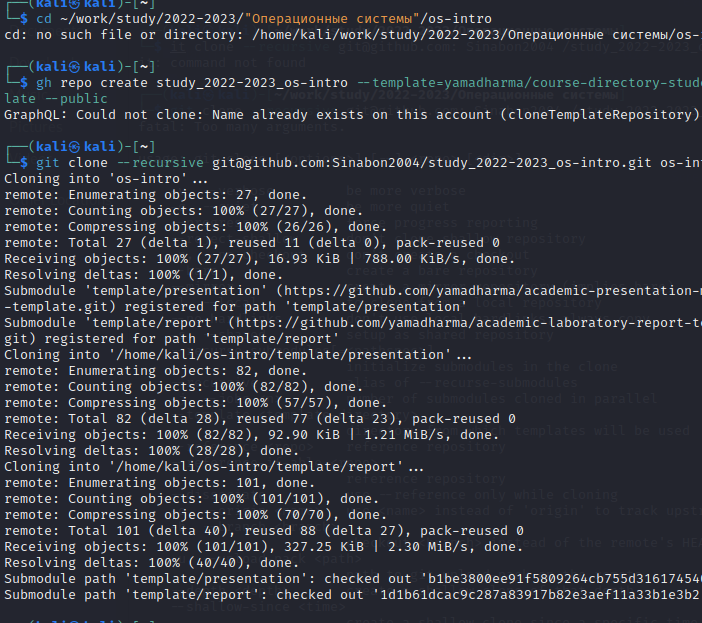 ┌──(kali㉿kali)-[~]
└─$ cd ~/work/study/2022-2023/"Операционные системы"/os-intro
cd: no such file or directory: /home/kali/work/study/2022-2023/Операционные системы/os-
┌──(kali㉿kali)-[~]
└─$ gh repo create study_2022-2023_os-intro --template=yamadharma/course-directory-stud
late --public
GraphQL: Could not clone: Name already exists on this account (cloneTemplateRepository)
┌──(kali㉿kali)-[~]
└─$ git clone --recursive git@github.com:Sinabon2004/study_2022-2023_os-intro.git os-in
Cloning into 'os-intro'...
remote: Enumerating objects: 27, done.
remote: Counting objects: 100% (27/27), done.
remote: Compressing objects: 100% (26/26), done.
remote: Total 27 (delta 1), reused 11 (delta 0), pack-reused 0
Receiving objects: 100% (27/27), 16.93 KiB | 788.00 KiB/s, done.
Resolving deltas: 100% (1/1), done.
Submodule 'template/presentation' (https://github.com/yamadharma/academic-presentation-m
-template.git) registered for path 'template/presentation'
Submodule 'template/report' (https://github.com/yamadharma/academic-laboratory-report-te
git) registered for path 'template/report'
Cloning into '/home/kali/os-intro/template/presentation'...
remote: Enumerating objects: 82, done.
remote: Counting objects: 100% (82/82), done.
remote: Compressing objects: 100% (57/57), done.
remote: Total 82 (delta 28), reused 77 (delta 23), pack-reused 0
Receiving objects: 100% (82/82), 92.90 KiB | 1.21 MiB/s, done.
Resolving deltas: 100% (28/28), done.
Cloning into '/home/kali/os-intro/template/report'...
remote: Enumerating objects: 101, done.
remote: Counting objects: 100% (101/101), done.
remote: Compressing objects: 100% (70/70), done.
remote: Total 101 (delta 40), reused 88 (delta 27), pack-reused 0
Receiving objects: 100% (101/101), 327.25 KiB | 2.30 MiB/s, done.
Resolving deltas: 100% (40/40), done.
Submodule path 'template/presentation': checked out 'b1be3800ee91f5809264cb755d316174540
Submodule path 'template/report': checked out '1d1b61dcac9c287a83917b82e3aef11a33b1e3b2